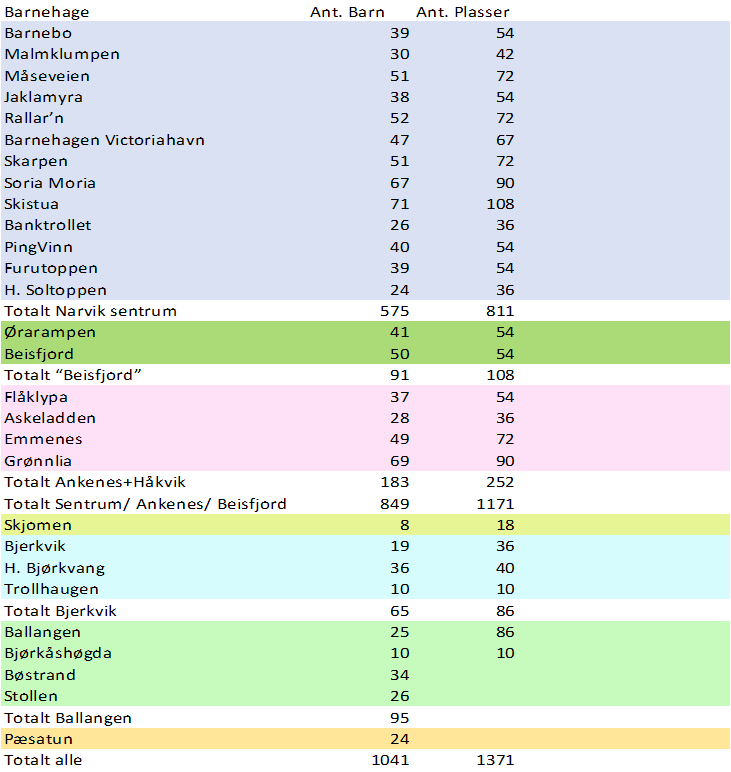 Barnehage Ant. Barn Ant. Plasser
Barnebo 39 54
Malmklumpen 30 42
Måseveien 51 72
Jaklamyra 38 54
Rallar’n 52 72
Barnehagen Victoriahavn 47 67
Skarpen 51 72
Soria Moria 67 90
Skistua 71 108
Banktrollet 26 36
PingVinn 40 54
Furutoppen 39 54
H. Soltoppen 24 36
Totalt Narvik sentrum 575 811
Ørarampen 41 54
Beisfjord 50 54
Totalt “Beisfjord” 91 108
Flåklypa 37 54
Askeladden 28 36
Emmenes 49 72
Grønnlia 69 90
Totalt Ankenes+Håkvik 183 252
Totalt Sentrum/ Ankenes/ Beisfjord 849 1171
Skjomen 8 18
Bjerkvik 19 36
H. Bjørkvang 36 40
Trollhaugen 10 10
Totalt Bjerkvik 65 86
Ballangen 25 86
Bjørkåshøgda 10 10
Bøstrand 34
Stollen 26
Totalt Ballangen 95
Pæsatun 24
Totalt alle 1041 1371